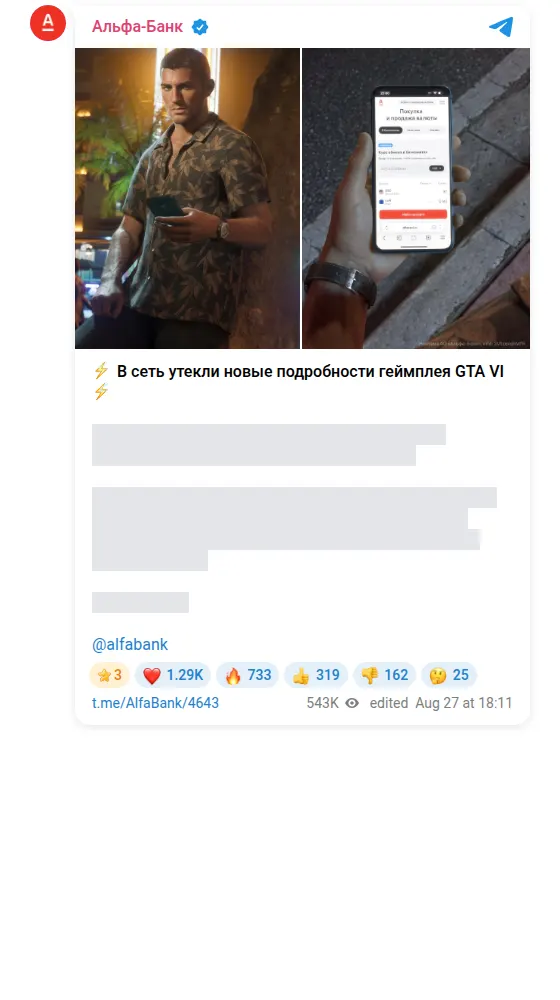 Альфа-Банк
Покупка
и продажа валюты
⚡ В сеть утекли новые подробности геймплея GTA VI
⚡
@alfabank
⭐3 ❤️ 1.29K 🔥 733 👍 319 👎 162 🤔 25
t.me/AlfaBank/4643 543K edited Aug 27 at 18:11